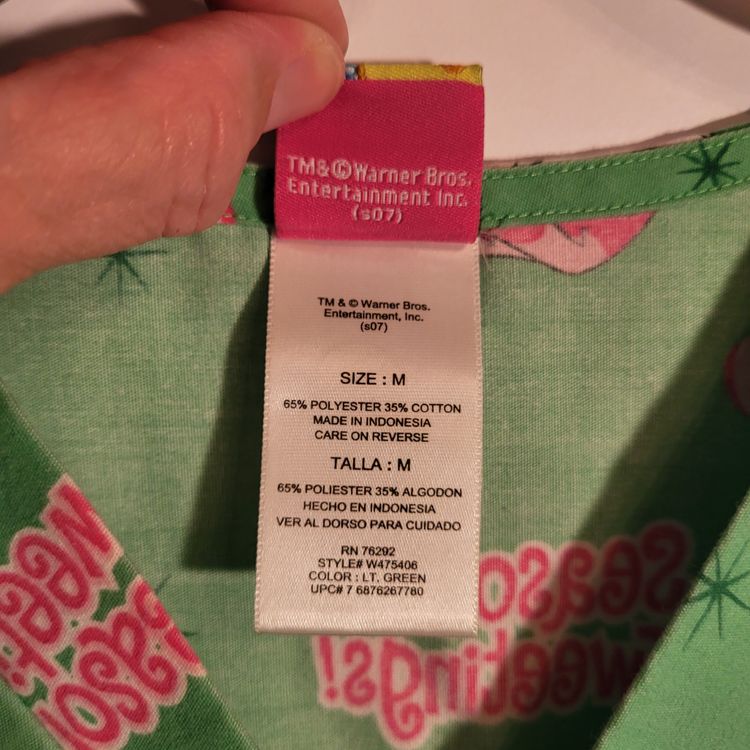 TM&©Warner Bros.
Entertainment Inc.
(s07)
TM & © Warner Bros.
Entertainment, Inc.
(s07)
SIZE : M
65% POLYESTER 35% COTTON
MADE IN INDONESIA
CARE ON REVERSE
TALLA : M
65% POLIESTER 35% ALGODON
HECHO EN INDONESIA
VER AL DORSO PARA CUIDADO
RN 76292
STYLE# W475406
COLOR : LT. GREEN
UPC# 7 6876267780